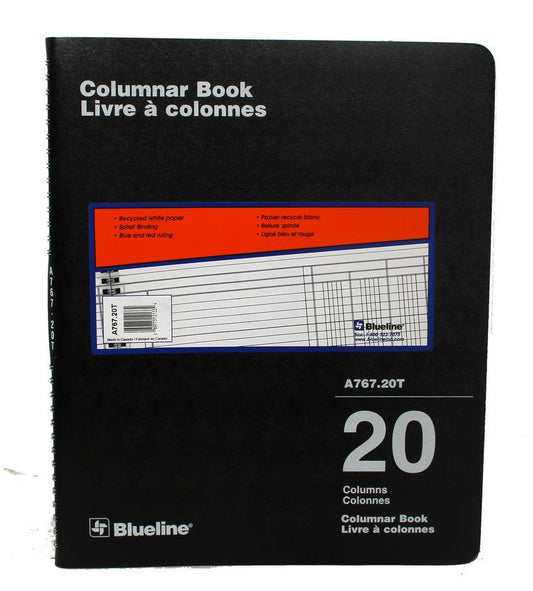 Columnar Book
Livre à colonnes
• Recycled white paper
• Spiral Binding
• Blue and red ruling
• Papier recyclé blanc
• Reliure spirale
• Ligné bleu et rouge
A767.20T
Made in Canada / Fabriqué au Canada
Blueline®
www.blueline
A767.20T
A767.20T
20
Columns
Colonnes
Columnar Book
Livre à colonnes
Blueline®